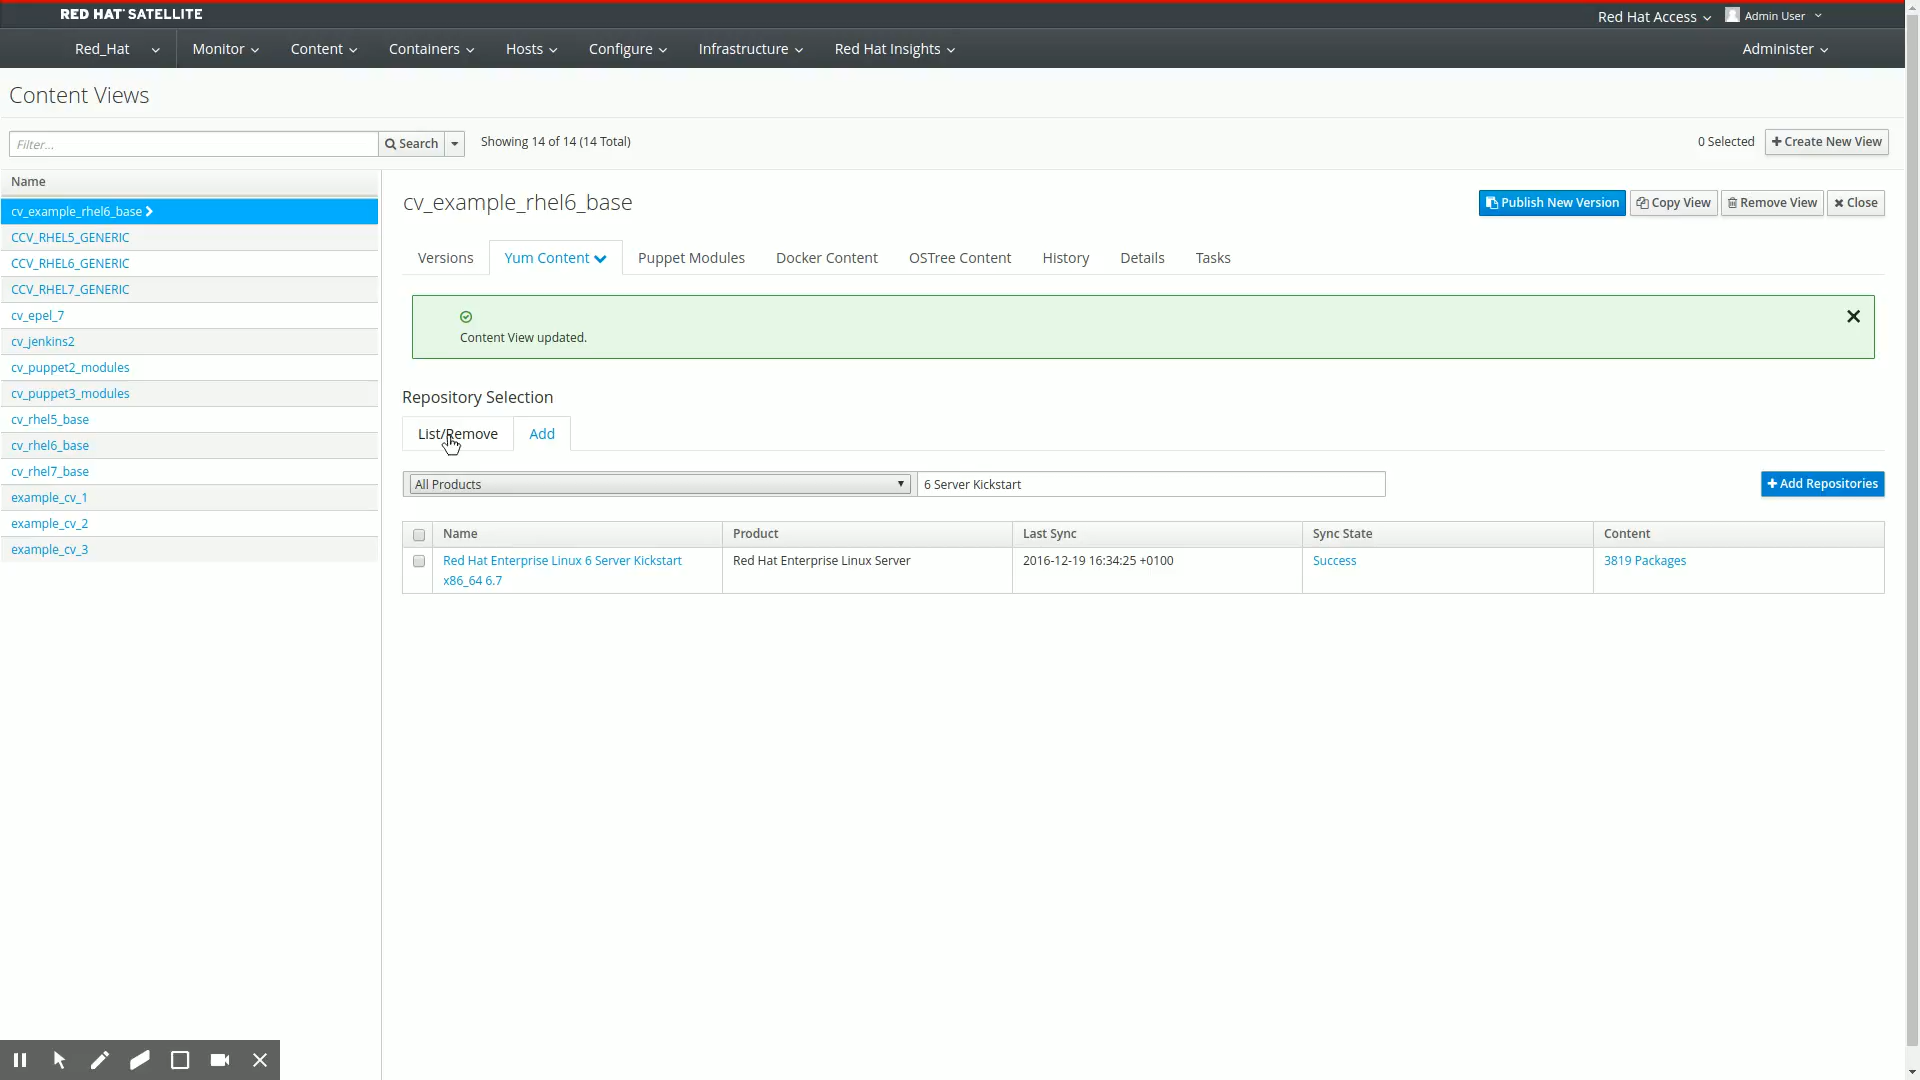 RED HAT SATELLITE
Red Hat Access
Admin User
Red_Hat
Monitor
Content
Containers
Hosts
Configure
Infrastructure
Red Hat Insights
Administer
Content Views
Filter...
Search
Showing 14 of 14 (14 Total)
0 Selected
Create New View
Name
cv_example_rhel6_base
CCV_RHEL5_GENERIC
CCV_RHEL6_GENERIC
CCV_RHEL7_GENERIC
cv_epel_7
cv_jenkins2
cv_puppet2_modules
cv_puppet3_modules
cv_rhel5_base
cv_rhel6_base
cv_rhel7_base
example_cv_1
example_cv_2
example_cv_3
cv_example_rhel6_base
Publish New Version
Copy View
Remove View
Close
Versions
Yum Content
Puppet Modules
Docker Content
OSTree Content
History
Details
Tasks
Content View updated.
Repository Selection
List/Remove
Add
All Products
6 Server Kickstart
Add Repositories
Name
Product
Last Sync
Sync State
Content
Red Hat Enterprise Linux 6 Server Kickstart
x86_64 6.7
Red Hat Enterprise Linux Server
2016-12-19 16:34:25 +0100
Success
3819 Packages